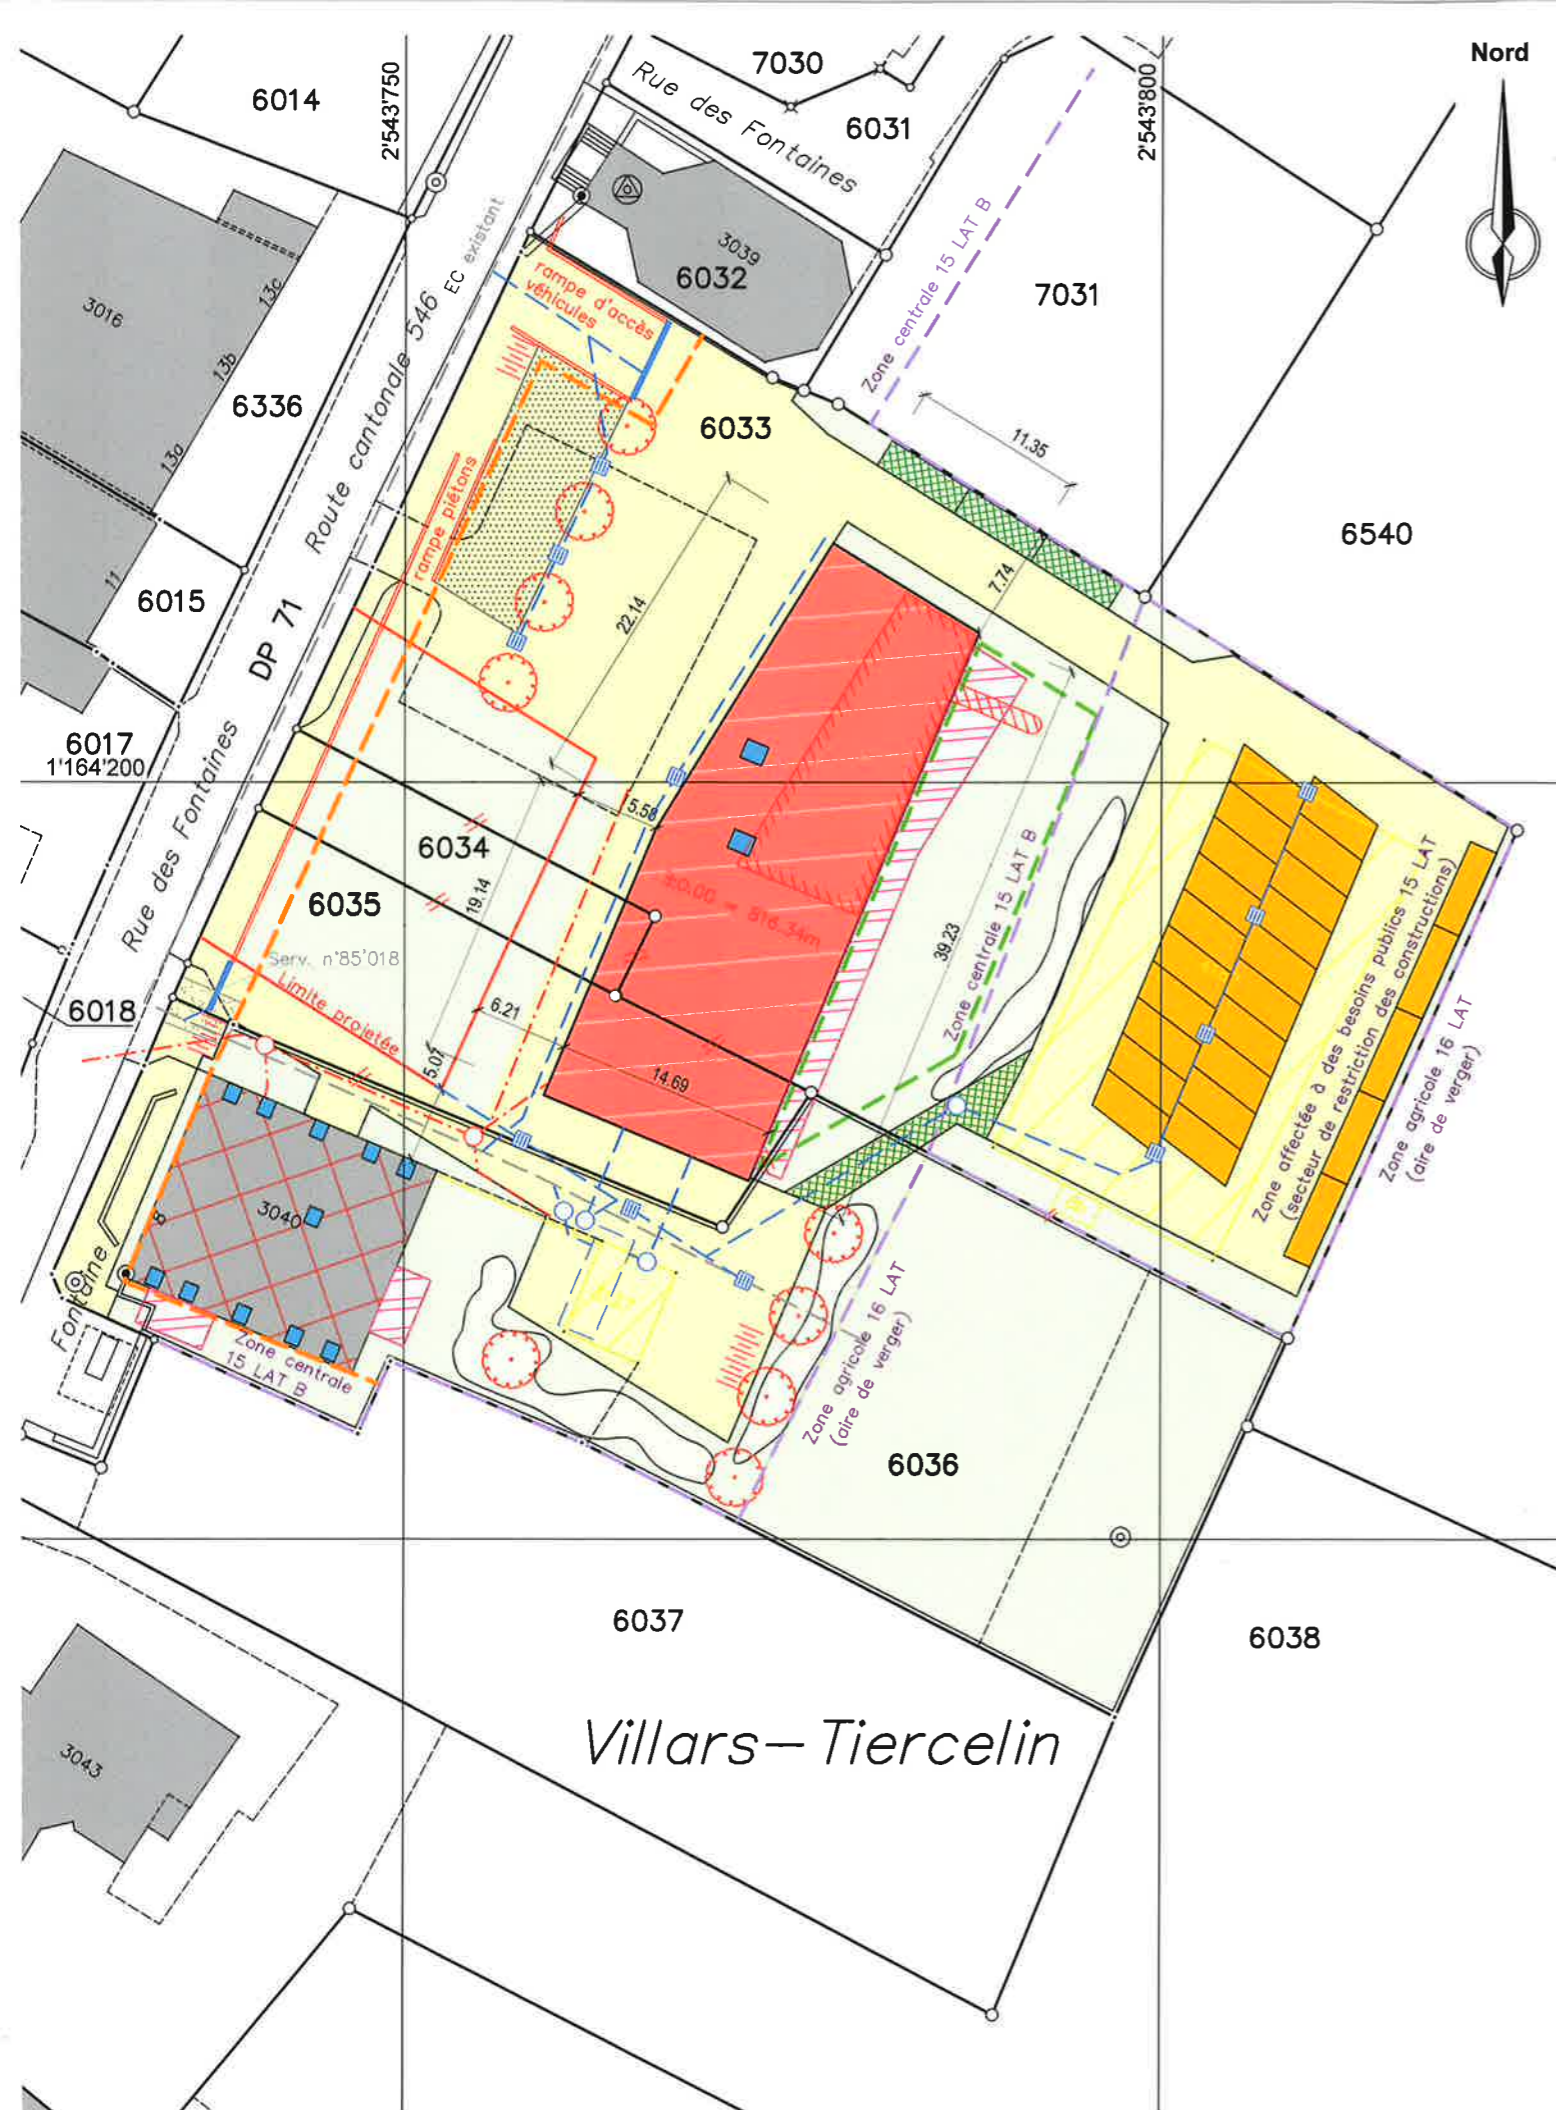 Nord
7030
6014
2'543'750
2'543'800
Rue des Fontaines
6031
3039
6032
7031
EC existant
Zone centrale 15 LAT B
rampe d'accès
véhicules
3016
13c
13b
13a
11
6336
6033
11.35
6540
Route cantonale 546
rampe piétons
6015
DP 71
22.14
7.74
6017
1'164'200
5.58
6034
6035
19.14
±0.00 = 816.34m
39.23
Zone centrale 15 LAT B
Rue des Fontaines
Serv. n°85'018
Limite projetée
6.21
6018
5.07
14.69
Zone affectée à des besoins publics 15 LAT
(secteur de restriction des constructions)
Zone agricole 16 LAT
(aire de verger)
3040
8
Fontaine
Zone centrale
15 LAT B
Zone agricole 16 LAT
(aire de verger)
6036
6037
6038
Villars-Tiercelin
3043